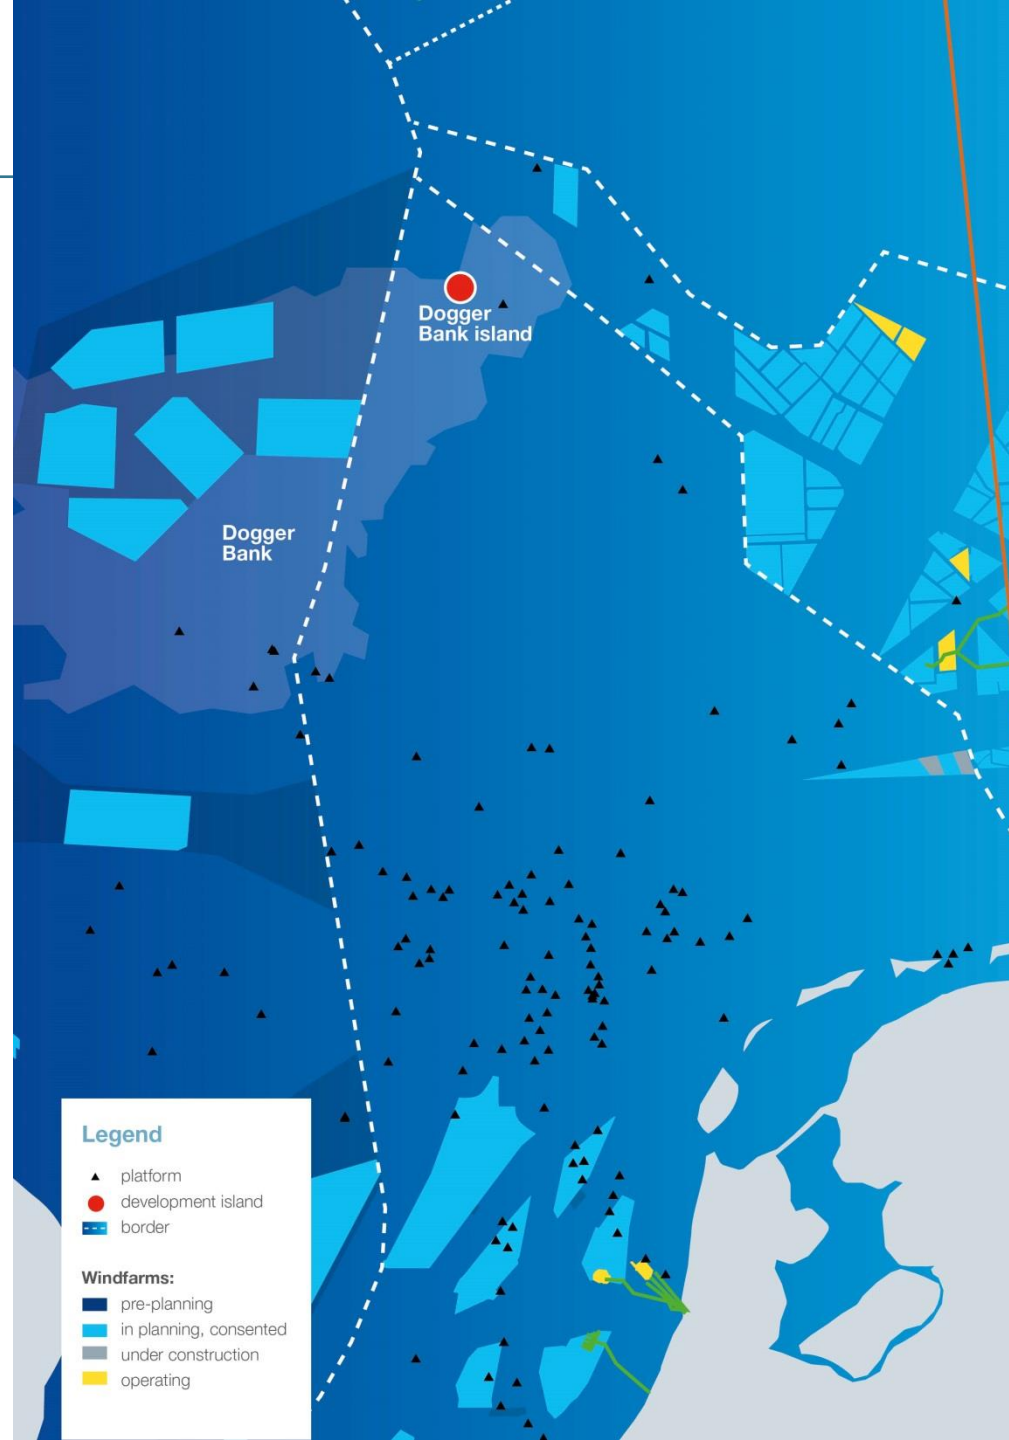 Dogger
Bank island
Dogger
Bank
Legend
platform
development island
border
Windfarms:
pre-planning
in planning, consented
under construction
operating